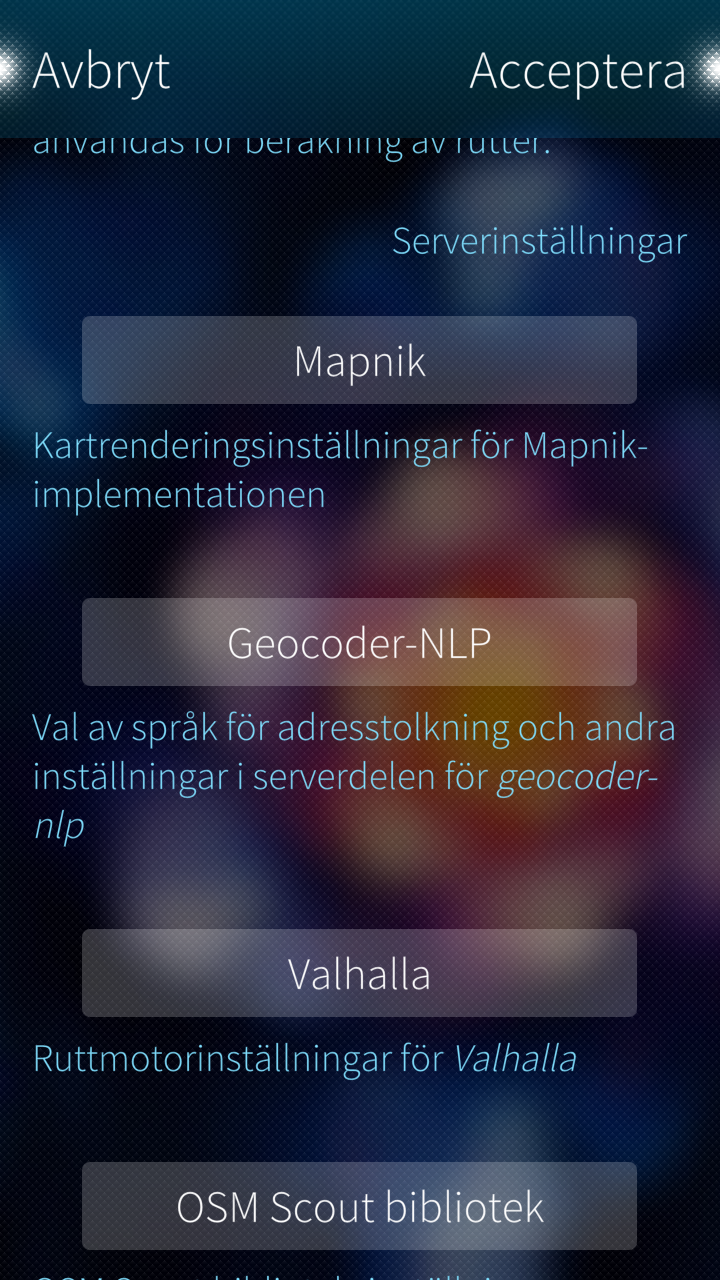 Avbryt Acceptera
användas för beräkning av rutter.
Serverinställningar
Mapnik
Kartrenderingsinställningar för Mapnik-
implementationen
Geocoder-NLP
Val av språk för adresstolkning och andra
inställningar i serverdelen för geocoder-
nlp
Valhalla
Ruttmotorinställningar för Valhalla
OSM Scout bibliotek